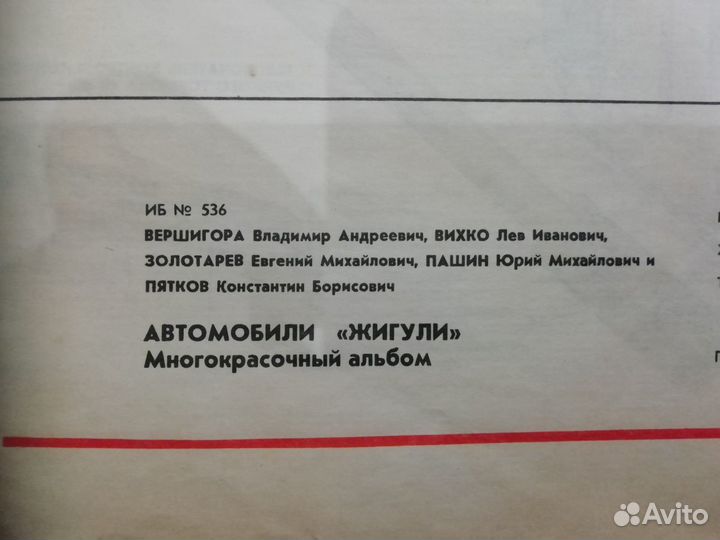 ИБ № 536
ВЕРШИГОРА Владимир Андреевич, ВИХКО Лев Иванович,
ЗОЛОТАРЕВ Евгений Михайлович, ПАШИН Юрий Михайлович и
ПЯТКОВ Константин Борисович
АВТОМОБИЛИ «ЖИГУЛИ»
Многокрасочный альбом
Avito